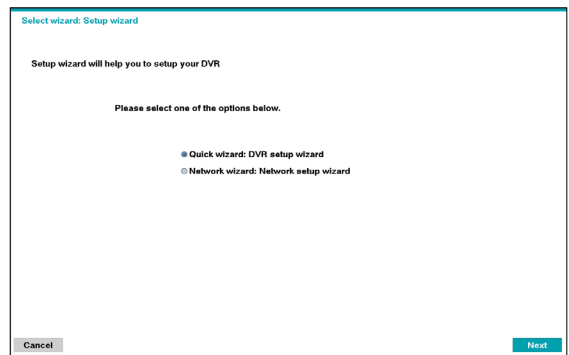 Select wizard: Setup wizard
Setup wizard will help you to setup your DVR
Please select one of the options below.
Quick wizard: DVR setup wizard
Network wizard: Network setup wizard
Cancel
Next